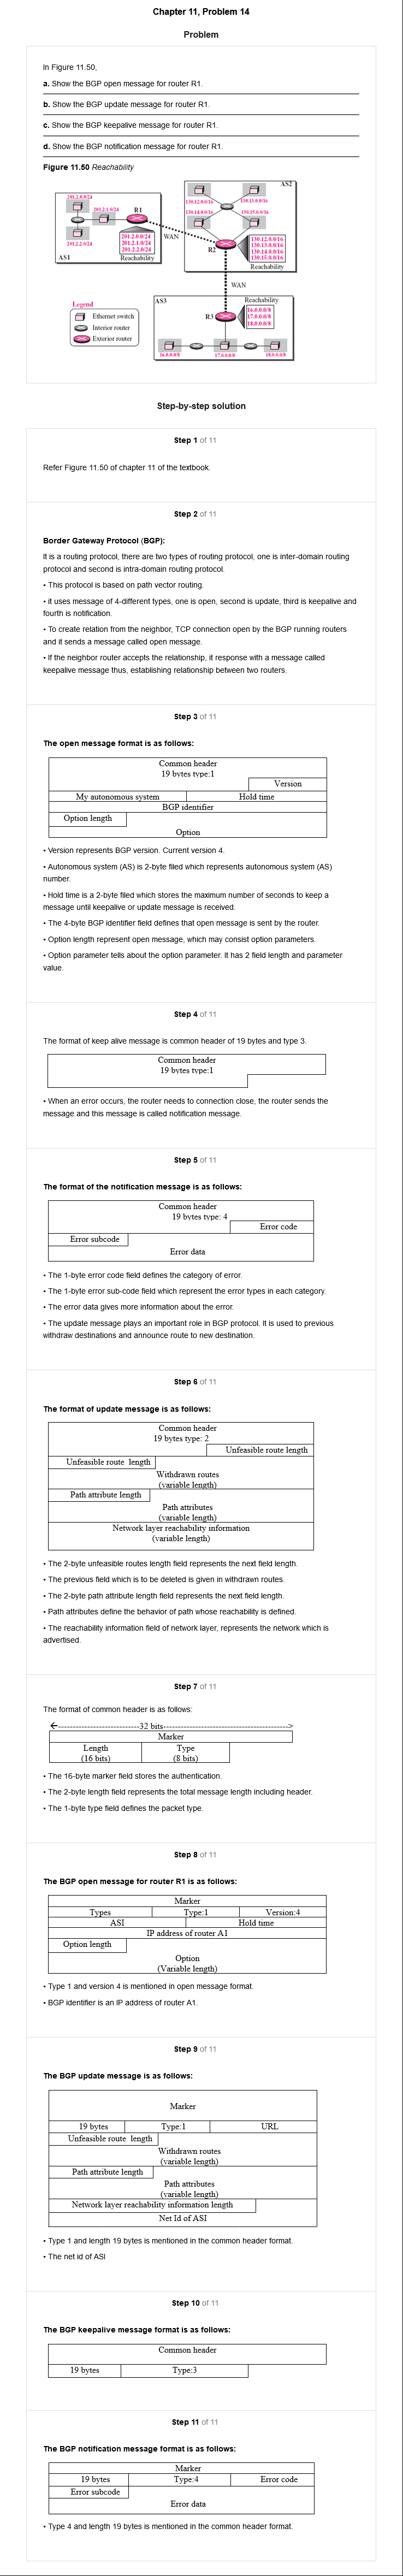 Chapter 11, Problem 14
Problem
In Figure 11.50,
a. Show the BGP open message for router R1.
b. Show the BGP update message for router R1.
c. Show the BGP keepalive message for router R1.
d. Show the BGP notification message for router R1.
Figure 11.50 Reachability
AS2
201.2.0.0/24
201.2.1.0/24
R1
130.12.0.0/16
130.13.0.0/16
130.14.0.0/16
130.15.0.0/16
201.2.2.0/24
201.2.0.0/24
201.2.1.0/24
201.2.2.0/24
WAN
R2
130.12.0.0/16
130.13.0.0/16
130.14.0.0/16
130.15.0.0/16
AS1
Reachability
Reachability
WAN
Legend
Ethernet switch
Interior router
Exterior router
AS3
Reachability
R3
16.0.0.0/8
17.0.0.0/8
18.0.0.0/8
16.0.0.0/8
17.0.0.0/8
18.0.0.0/8
Step-by-step solution
Step 1 of 11
Refer Figure 11.50 of chapter 11 of the textbook.
Step 2 of 11
Border Gateway Protocol (BGP):
It is a routing protocol, there are two types of routing protocol, one is inter-domain routing
protocol and second is intra-domain routing protocol.
• This protocol is based on path vector routing.
• it uses message of 4-different types, one is open, second is update, third is keepalive and
fourth is notification.
• To create relation from the neighbor, TCP connection open by the BGP running routers
and it sends a message called open message.
• If the neighbor router accepts the relationship, it response with a message called
keepalive message thus, establishing relationship between two routers.
Step 3 of 11
The open message format is as follows:
Common header
19 bytes type:1
Version
My autonomous system
Hold time
BGP identifier
Option length
Option
• Version represents BGP version. Current version 4.
• Autonomous system (AS) is 2-byte filed which represents autonomous system (AS)
number.
• Hold time is a 2-byte filed which stores the maximum number of seconds to keep a
message until keepalive or update message is received.
• The 4-byte BGP identifier field defines that open message is sent by the router.
• Option length represent open message, which may consist option parameters.
• Option parameter tells about the option parameter. It has 2 field length and parameter
value.
Step 4 of 11
The format of keep alive message is common header of 19 bytes and type 3.
Common header
19 bytes type:1
• When an error occurs, the router needs to connection close, the router sends the
message and this message is called notification message.
Step 5 of 11
The format of the notification message is as follows:
Common header
19 bytes type: 4
Error code
Error subcode
Error data
• The 1-byte error code field defines the category of error.
• The 1-byte error sub-code field which represent the error types in each category.
• The error data gives more information about the error.
• The update message plays an important role in BGP protocol. It is used to previous
withdraw destinations and announce route to new destination.
Step 6 of 11
The format of update message is as follows:
Common header
19 bytes type: 2
Unfeasible route length
Unfeasible route length
Withdrawn routes
(variable length)
Path attribute length
Path attributes
(variable length)
Network layer reachability information
(variable length)
• The 2-byte unfeasible routes length field represents the next field length.
• The previous field which is to be deleted is given in withdrawn routes.
• The 2-byte path attribute length field represents the next field length.
• Path attributes define the behavior of path whose reachability is defined.
• The reachability information field of network layer, represents the network which is
advertised.
Step 7 of 11
The format of common header is as follows:
32 bits
Marker
Length
(16 bits)
Type
(8 bits)
• The 16-byte marker field stores the authentication.
• The 2-byte length field represents the total message length including header.
• The 1-byte type field defines the packet type.
Step 8 of 11
The BGP open message for router R1 is as follows:
Marker
Types
Type:1
Version:4
ASI
Hold time
IP address of router A1
Option length
Option
(Variable length)
• Type 1 and version 4 is mentioned in open message format.
• BGP identifier is an IP address of router A1.
Step 9 of 11
The BGP update message is as follows:
Marker
19 bytes
Type:1
URL
Unfeasible route length
Withdrawn routes
(variable length)
Path attribute length
Path attributes
(variable length)
Network layer reachability information length
Net Id of ASI
• Type 1 and length 19 bytes is mentioned in the common header format.
• The net id of ASI
Step 10 of 11
The BGP keepalive message format is as follows:
Common header
19 bytes
Type:3
Step 11 of 11
The BGP notification message format is as follows:
Marker
19 bytes
Type:4
Error code
Error subcode
Error data
• Type 4 and length 19 bytes is mentioned in the common header format.